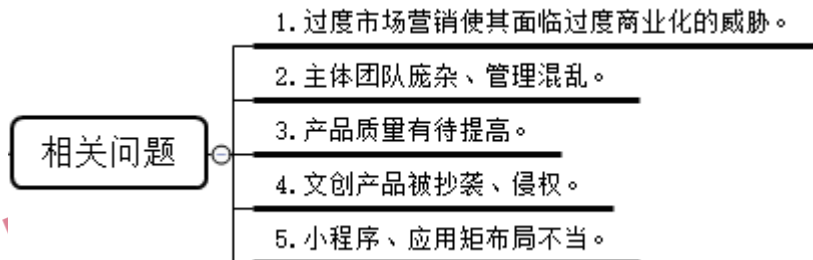 1.过度市场营销使其面临过度商业化的威胁。
2.主体团队庞杂、管理混乱。
相关问题
3.产品质量有待提高。
4.文创产品被抄袭、侵权。
5.小程序、应用矩布局不当。